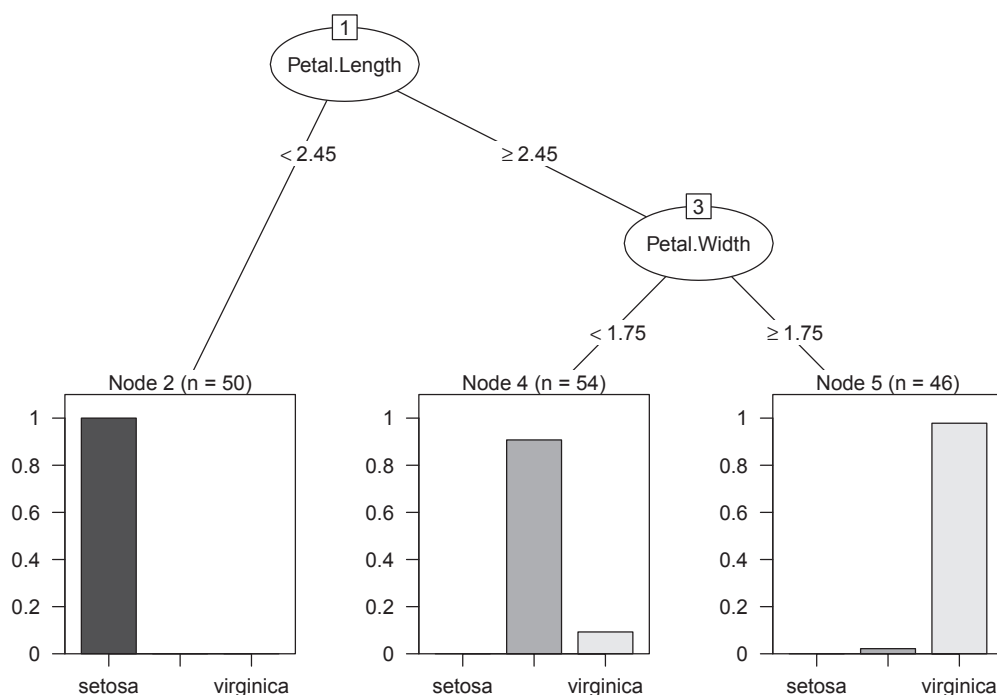 1
Petal.Length
< 2.45
≥ 2.45
3
Petal.Width
< 1.75
≥ 1.75
Node 2 (n = 50)
1
0.8
0.6
0.4
0.2
0
setosa
virginica
Node 4 (n = 54)
1
0.8
0.6
0.4
0.2
0
setosa
virginica
Node 5 (n = 46)
1
0.8
0.6
0.4
0.2
0
setosa
virginica